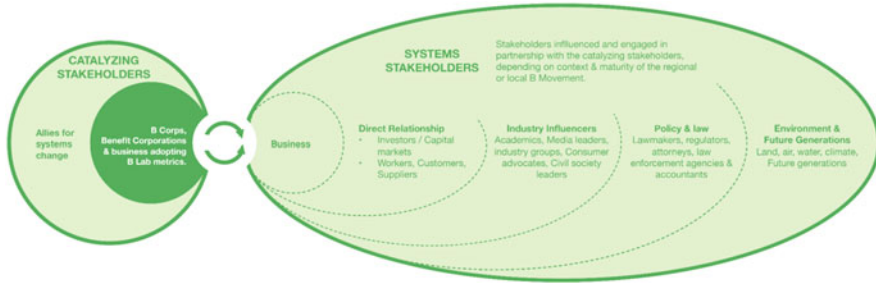 CATALYZING
STAKEHOLDERS
Allies for
systems
change
B Corps,
Benefit Corporations
& business adopting
B Lab metrics.
SYSTEMS
STAKEHOLDERS
Stakeholders inflluenced and engaged in
partnership with the catalyzing stakeholders,
depending on context & maturity of the regional
or local B Movement.
Business
Direct Relationship
• Investors / Capital
markets
• Workers, Customers,
Suppliers
Industry Influencers
Academics, Media leaders,
industry groups, Consumer
advocates, Civil society
leaders
Policy & law
Lawmakers, regulators,
attorneys, law
enforcement agencies &
accountants
Environment &
Future Generations
Land, air, water, climate,
Future generations